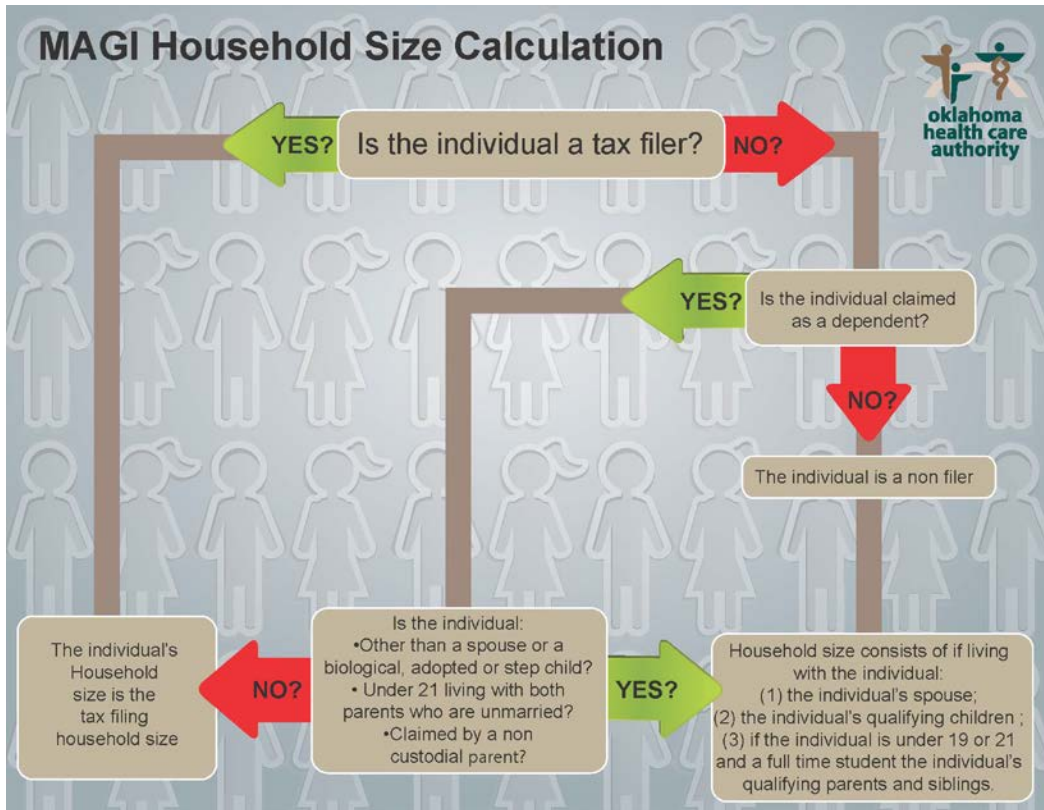 MAGI Household Size Calculation
oklahoma
health care
authority
YES?
Is the individual a tax filer?
NO?
YES?
Is the individual claimed
as a dependent?
NO?
The individual is a non filer
The individual's
Household
size is the
tax filing
household size
NO?
Is the individual:
•Other than a spouse or a
biological, adopted or step child?
• Under 21 living with both
parents who are unmarried?
•Claimed by a non
custodial parent?
YES?
Household size consists of if living
with the individual:
(1) the individual's spouse;
(2) the individual's qualifying children ;
(3) if the individual is under 19 or 21
and a full time student the individual's
qualifying parents and siblings.